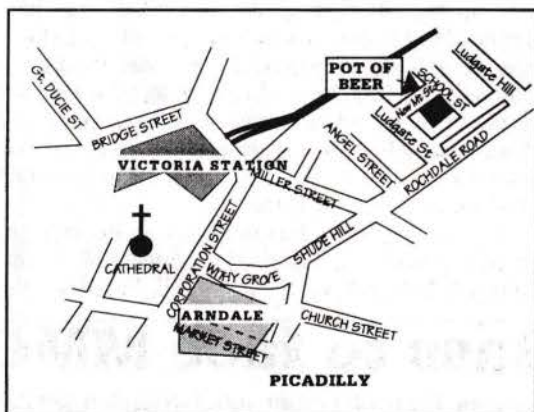 Gt. DUCIE ST
BRIDGE STREET
POT OF
BEER
Ludgate Hill
SCHOOL ST
New Mt St
Ludgate St
ANGEL STREET
ROCHDALE ROAD
VICTORIA STATION
MILLER STREET
SHUDE HILL
CORPORATION STREET
CATHEDRAL
WITHY GROVE
ARNDALE
MARKET STREET
CHURCH STREET
PICADILLY